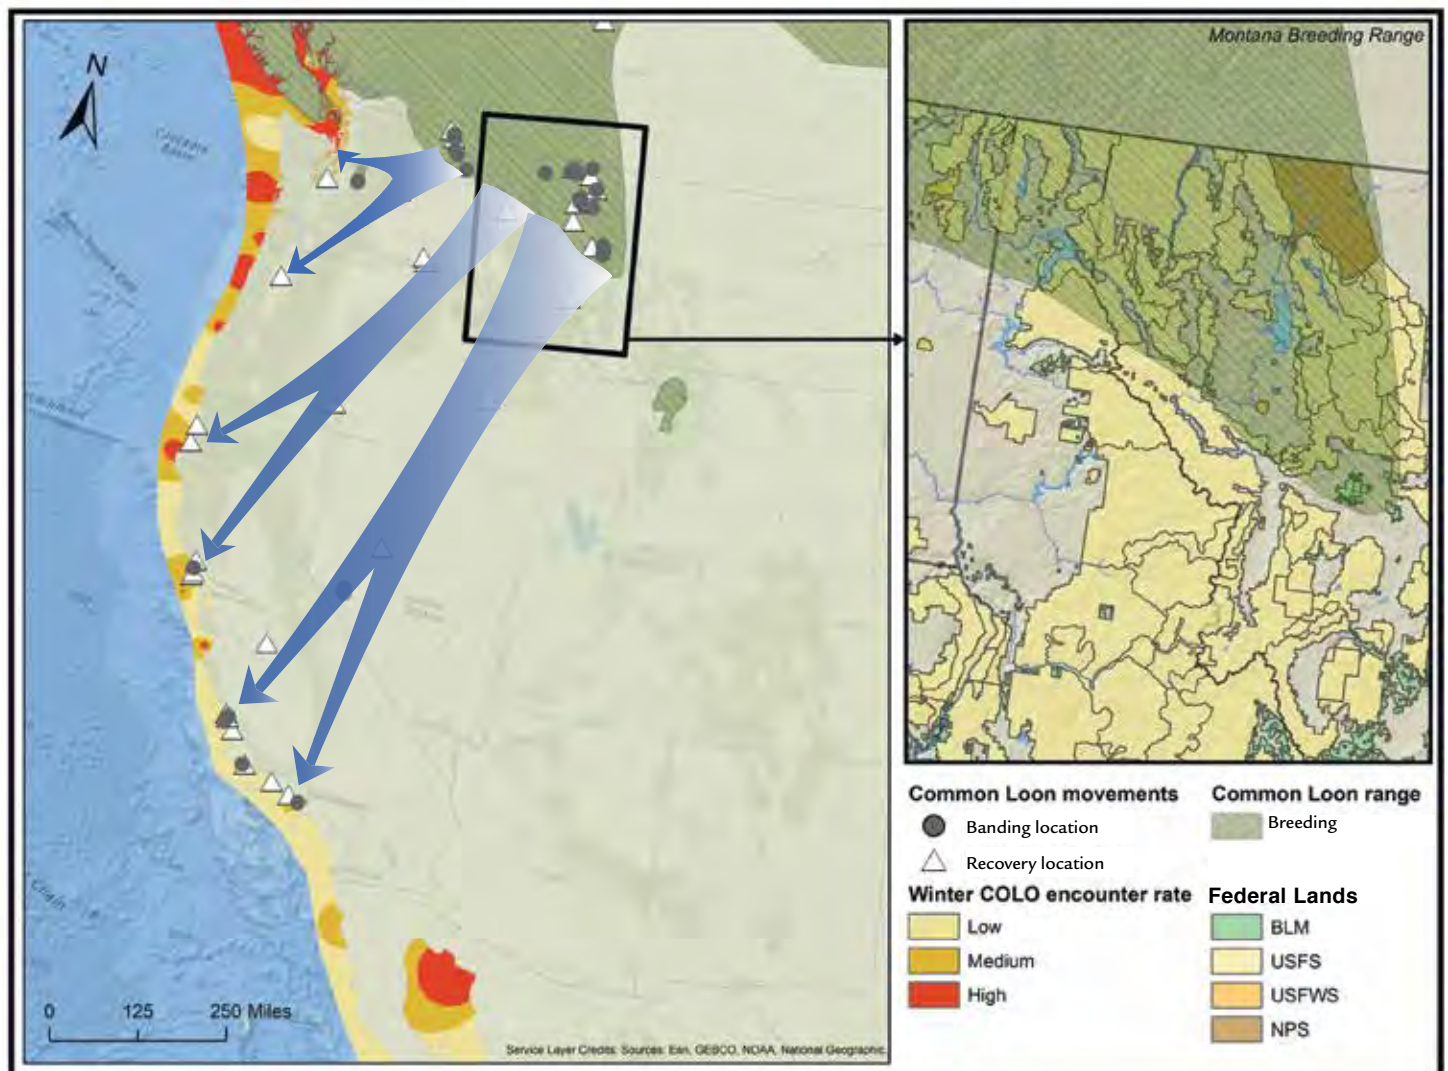 Montana Breeding Range
N
Cascadia
Basin
0 125 250 Miles
Service Layer Credits: Sources: Esri, GEBCO, NOAA, National Geographic,
Common Loon movements
Banding location
Recovery location
Winter COLO encounter rate
Low
Medium
High
Common Loon range
Breeding
Federal Lands
BLM
USFS
USFWS
NPS